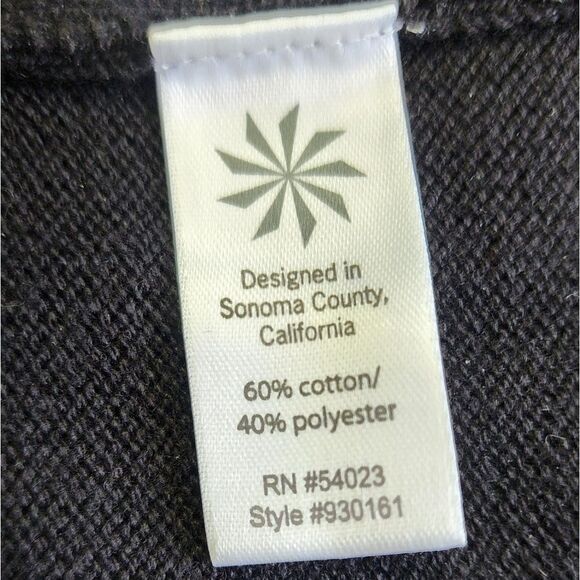 Designed in
Sonoma County,
California
60% cotton/
40% polyester
RN #54023
Style #930161